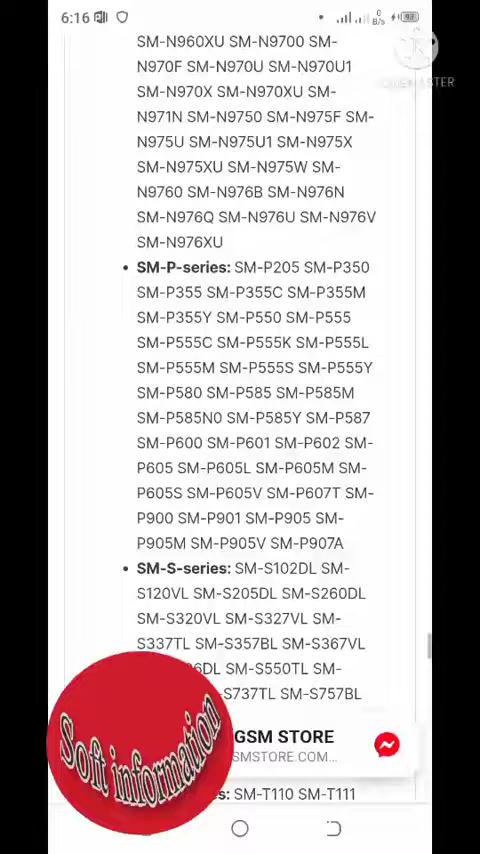 6:16
0
B/s
93
SM-N960XU SM-N9700 SM-
N970F SM-N970U SM-N970U1
SM-N970X SM-N970XU SM-
N971N SM-N9750 SM-N975F SM-
N975U SM-N975U1 SM-N975X
SM-N975XU SM-N975W SM-
N9760 SM-N976B SM-N976N
SM-N976Q SM-N976U SM-N976V
SM-N976XU
• SM-P-series: SM-P205 SM-P350
SM-P355 SM-P355C SM-P355M
SM-P355Y SM-P550 SM-P555
SM-P555C SM-P555K SM-P555L
SM-P555M SM-P555S SM-P555Y
SM-P580 SM-P585 SM-P585M
SM-P585N0 SM-P585Y SM-P587
SM-P600 SM-P601 SM-P602 SM-
P605 SM-P605L SM-P605M SM-
P605S SM-P605V SM-P607T SM-
P900 SM-P901 SM-P905 SM-
P905M SM-P905V SM-P907A
• SM-S-series: SM-S102DL SM-
S120VL SM-S205DL SM-S260DL
SM-S320VL SM-S327VL SM-
S337TL SM-S357BL SM-S367VL
6DL SM-S550TL SM-
S737TL SM-S757BL
GSM STORE
SMSTORE.COM...
Soft information
es: SM-T110 SM-T111